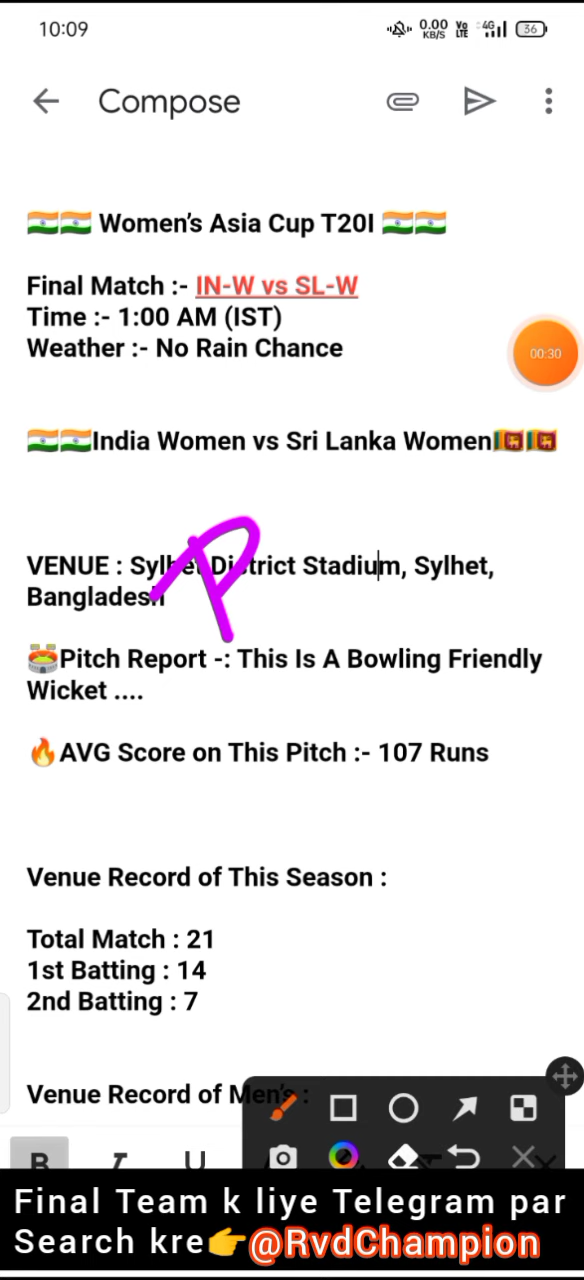 10:09
0.00 KB/S Vo LTE 4G 36
Compose
🇮🇳🇮🇳 Women's Asia Cup T20I 🇮🇳🇮🇳
Final Match :- IN-W vs SL-W
Time :- 1:00 AM (IST)
Weather :- No Rain Chance
00:30
🇮🇳🇮🇳India Women vs Sri Lanka Women🇱🇰🇱🇰
VENUE : Sylhet District Stadium, Sylhet,
Bangladesh
🏟Pitch Report -: This Is A Bowling Friendly
Wicket ....
🔥AVG Score on This Pitch :- 107 Runs
Venue Record of This Season :
Total Match : 21
1st Batting : 14
2nd Batting : 7
Venue Record of Men's :
B I U
Final Team k liye Telegram par
Search kre👉@RvdChampion